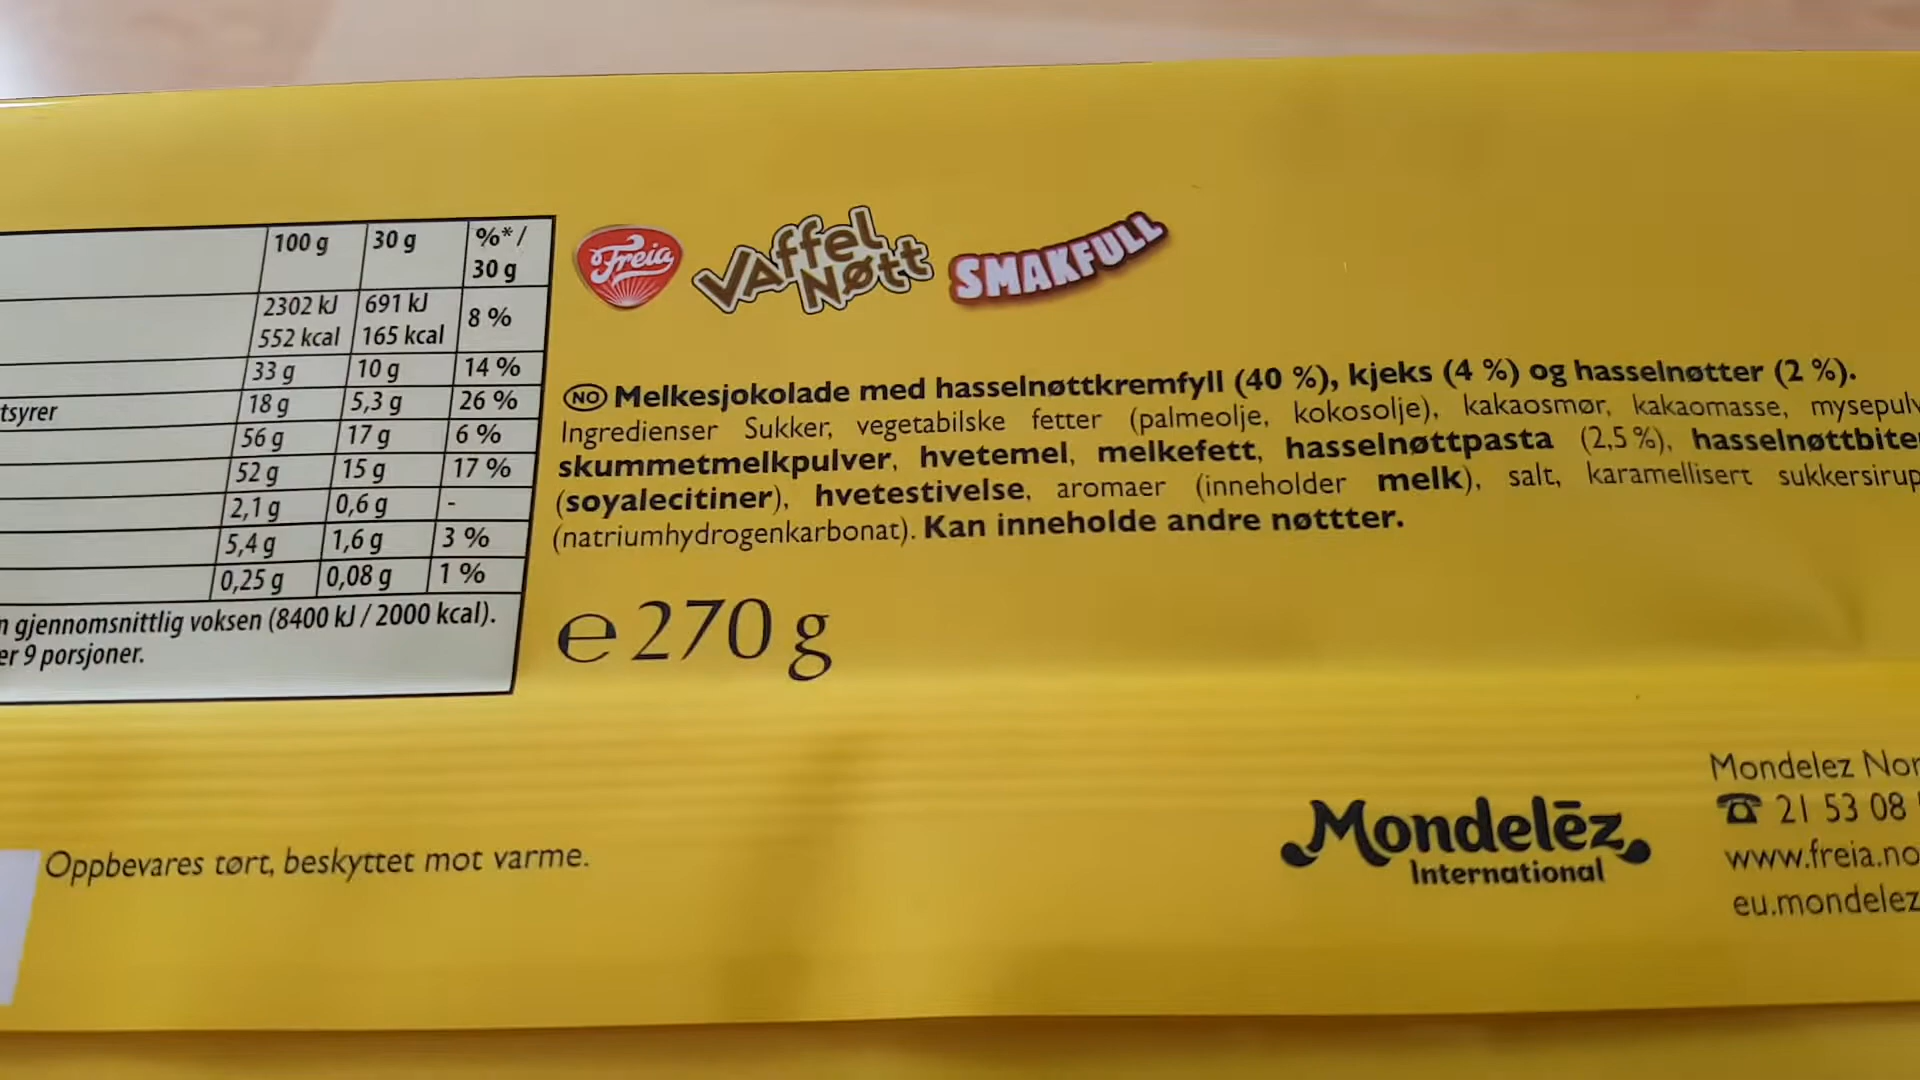 100 g 30 g %*/
30 g
2302 kJ 691 kJ 8 %
552 kcal 165 kcal
33 g 10 g 14 %
tsyrer 18 g 5,3 g 26 %
56 g 17 g 6 %
52 g 15 g 17 %
2,1 g 0,6 g -
5,4 g 1,6 g 3 %
0,25 g 0,08 g 1 %
n gjennomsnittlig voksen (8400 kJ / 2000 kcal).
er 9 porsjoner.
Freia VAffel Nøtt SMAKFULL
NO Melkesjokolade med hasselnøttkremfyll (40 %), kjeks (4 %) og hasselnøtter (2 %).
Ingredienser Sukker, vegetabilske fetter (palmeolje, kokosolje), kakaosmør, kakaomasse, mysepulv
skummetmelkpulver, hvetemel, melkefett, hasselnøttpasta (2,5 %), hasselnøttbiter
(soyalecitiner), hvetestivelse, aromaer (inneholder melk), salt, karamellisert sukkersirup
(natriumhydrogenkarbonat). Kan inneholde andre nøttter.
e 270 g
Oppbevares tørt, beskyttet mot varme.
Mondelēz
International
Mondelez Nor
☎ 21 53 08
www.freia.no
eu.mondelez